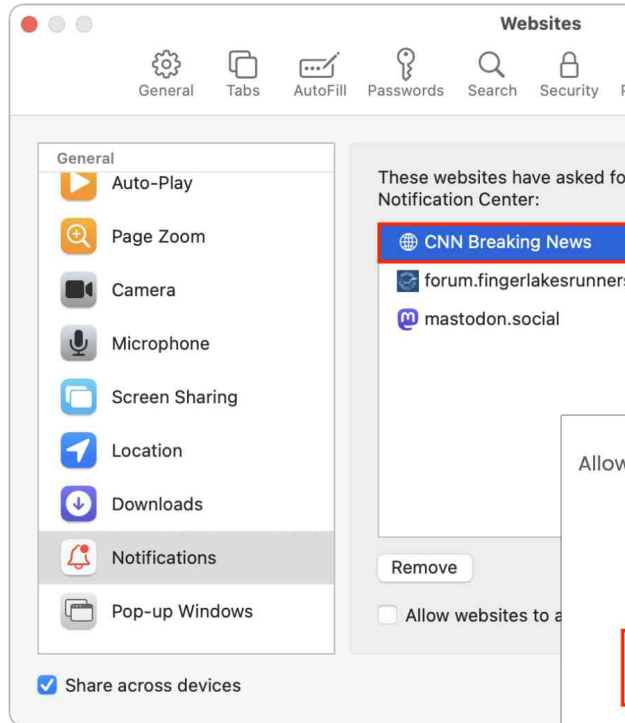 Websites
General
Tabs
AutoFill
Passwords
Search
Security
General
Auto-Play
Page Zoom
Camera
Microphone
Screen Sharing
Location
Downloads
Notifications
Pop-up Windows
Share across devices
These websites have asked fo
Notification Center:
CNN Breaking News
forum.fingerlakesrunners
mastodon.social
Allow
Remove
Allow websites to a